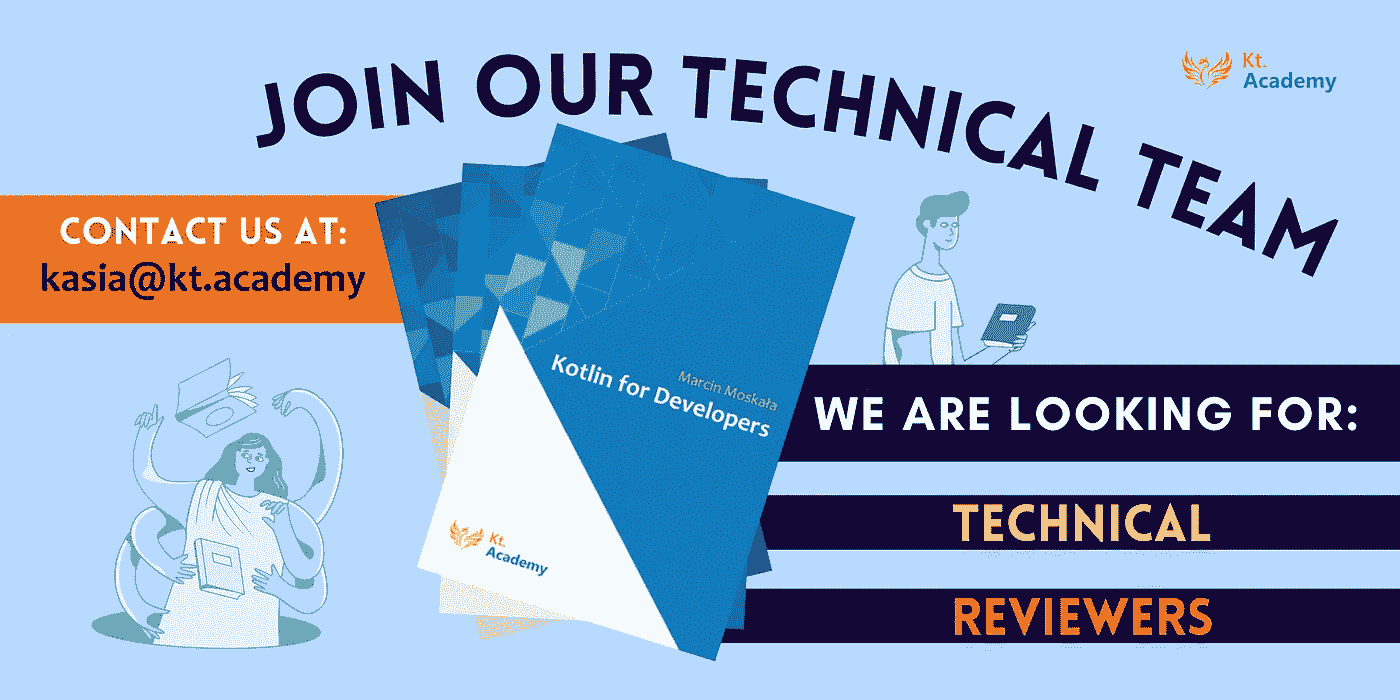 JOIN OUR TECHNICAL TEAM
Kt.
Academy
CONTACT US AT:
kasia@kt.academy
Marcin Moskała
Kotlin for Developers
Kt.
Academy
WE ARE LOOKING FOR:
TECHNICAL
REVIEWERS